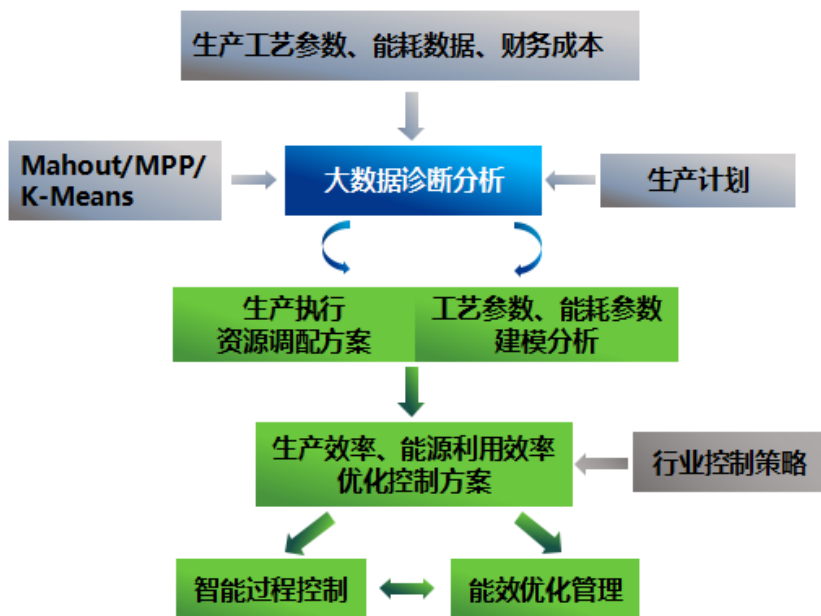 生产工艺参数、能耗数据、财务成本
Mahout/MPP/
K-Means
大数据诊断分析
生产计划
生产执行
资源调配方案
工艺参数、能耗参数
建模分析
生产效率、能源利用效率
优化控制方案
行业控制策略
智能过程控制
能效优化管理